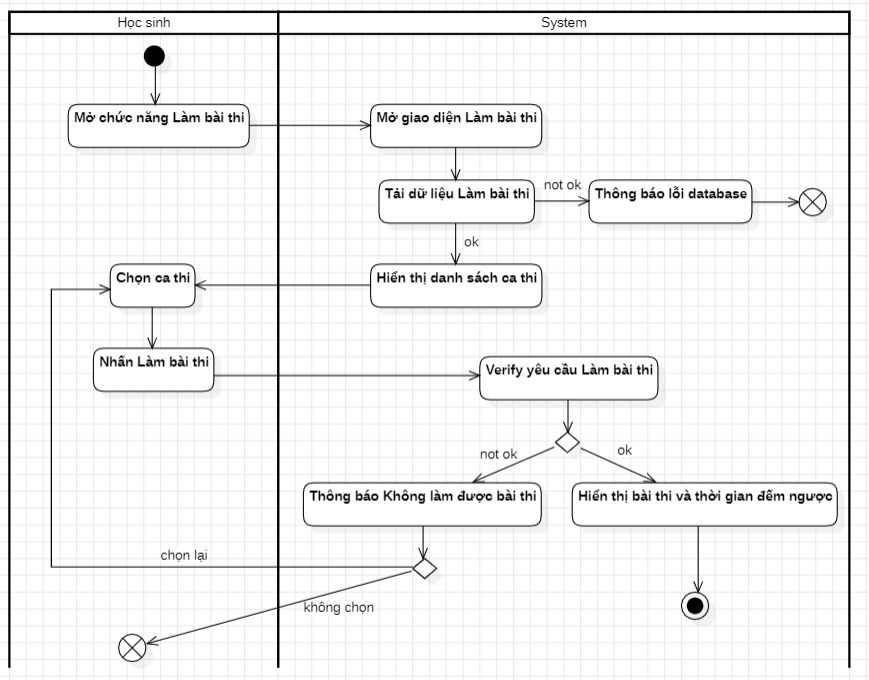 Học sinh
System
Mở chức năng Làm bài thi
Mở giao diện Làm bài thi
Tải dữ liệu Làm bài thi
not ok
Thông báo lỗi database
ok
Chọn ca thi
Hiển thị danh sách ca thi
Nhấn Làm bài thi
Verify yêu cầu Làm bài thi
not ok
ok
Thông báo Không làm được bài thi
Hiển thị bài thi và thời gian đếm ngược
chọn lại
không chọn